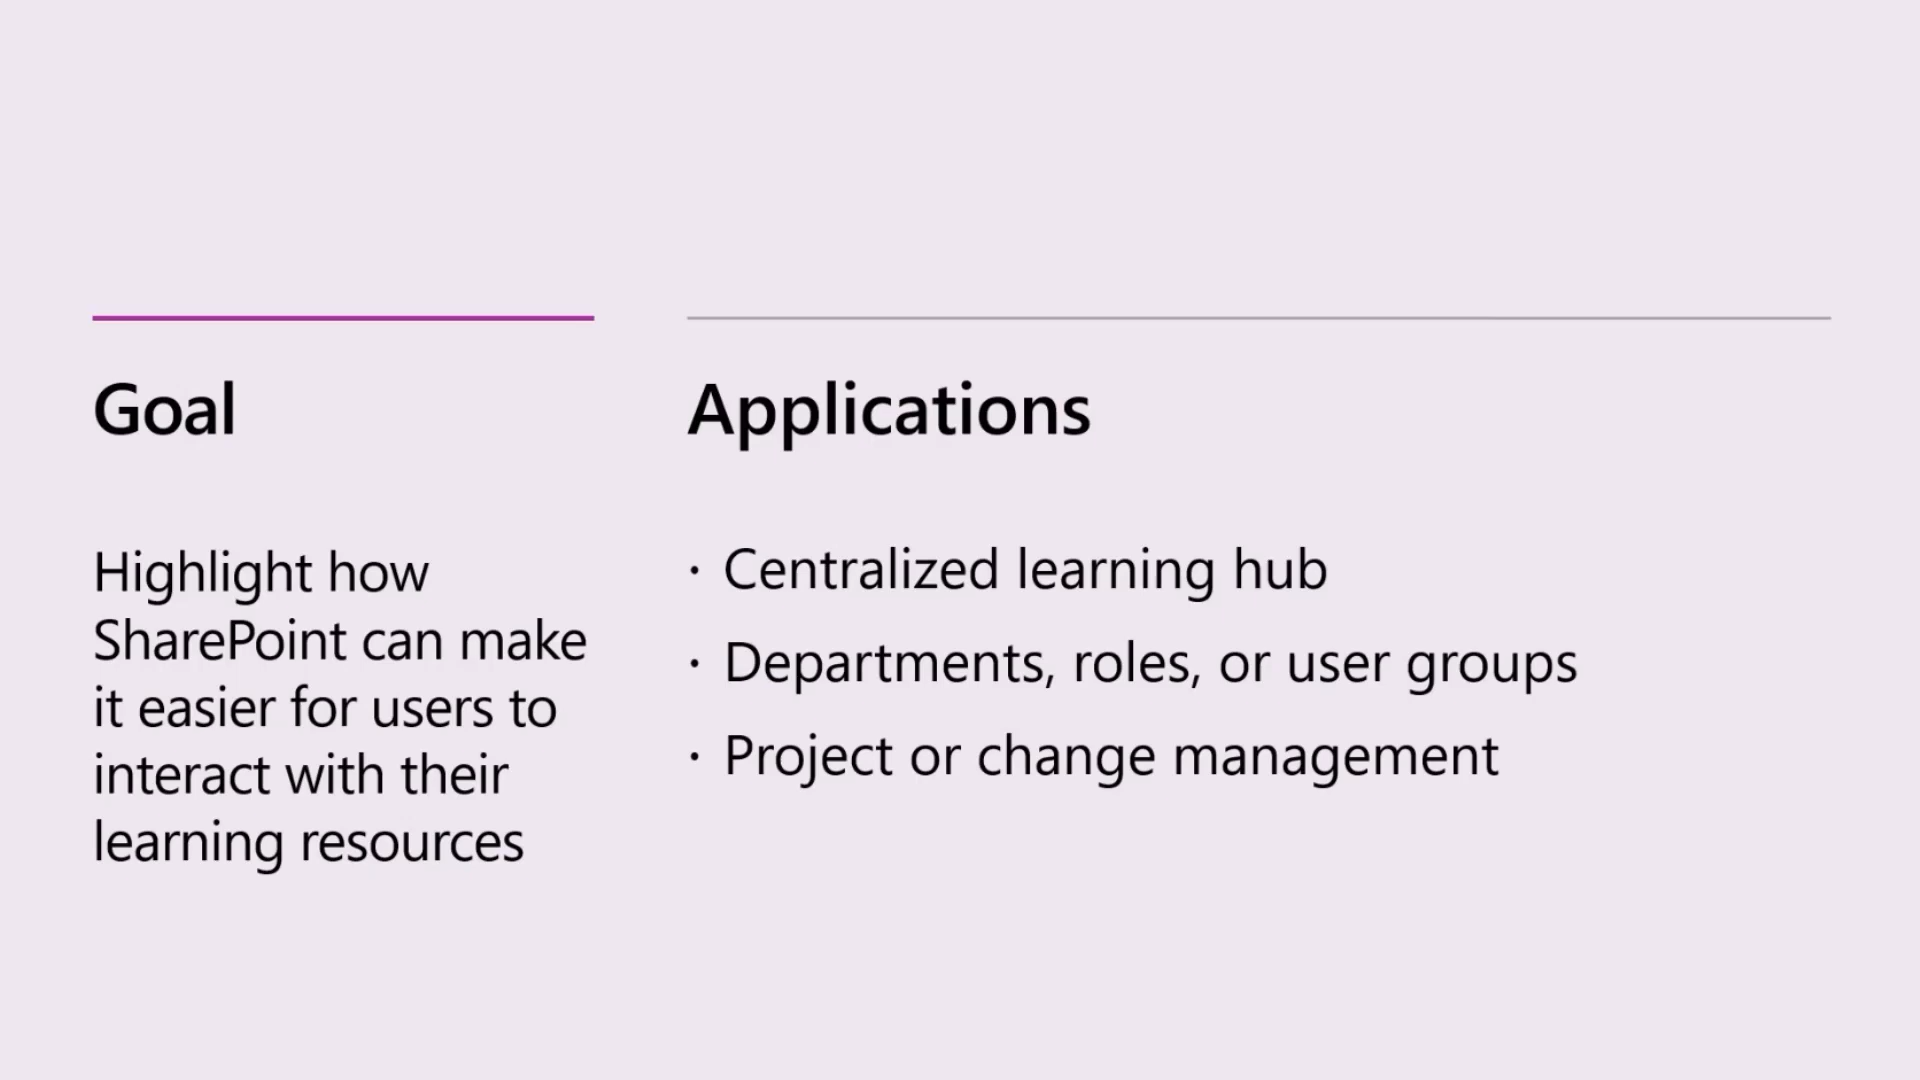 Goal
Highlight how
SharePoint can make
it easier for users to
interact with their
learning resources
Applications
· Centralized learning hub
· Departments, roles, or user groups
· Project or change management